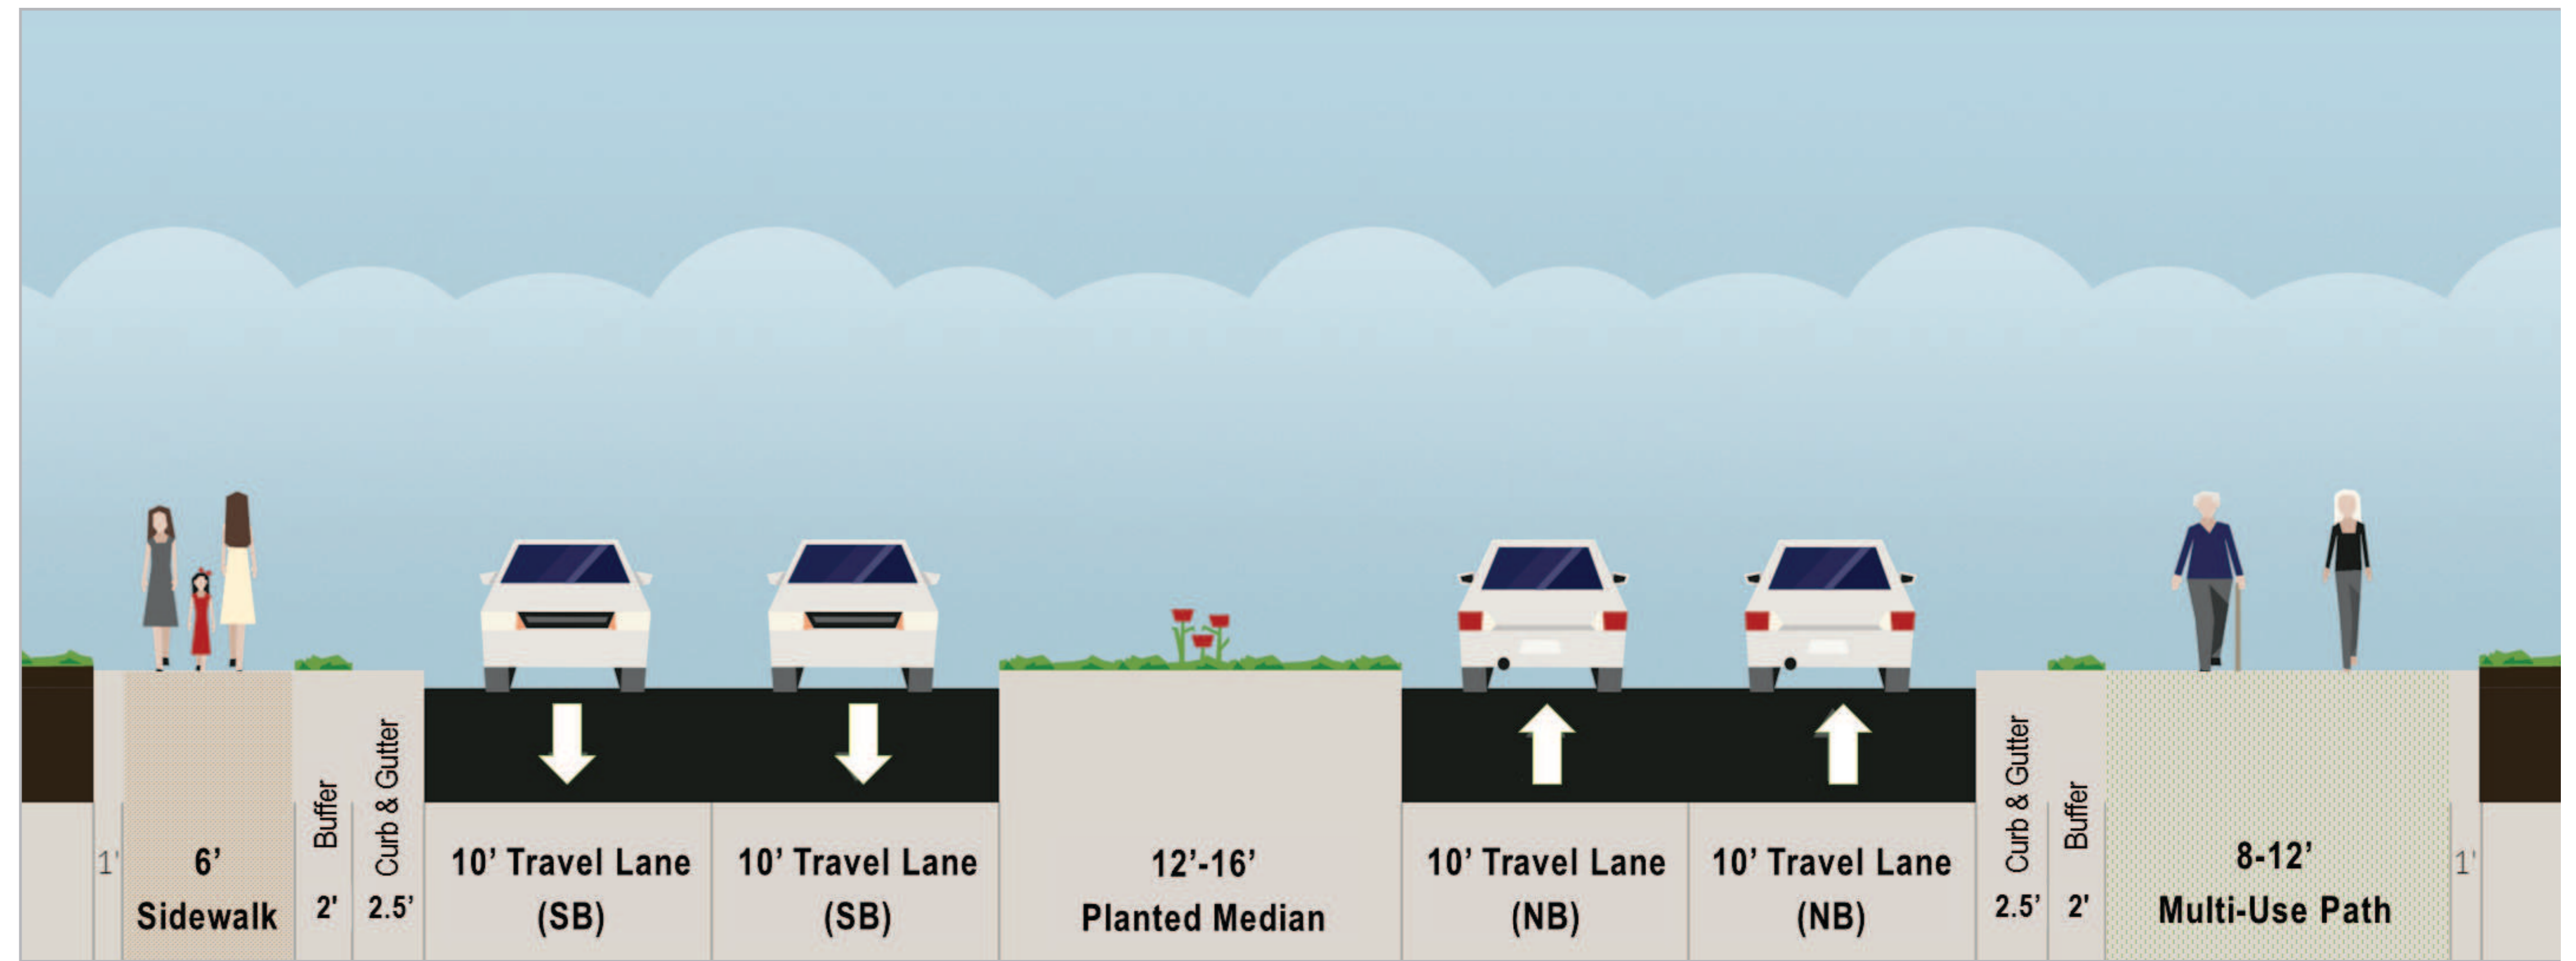 1'
6’
Sidewalk
Buffer
2'
Curb & Gutter
2.5’
10’ Travel Lane
(SB)
10’ Travel Lane
(SB)
12’-16’
Planted Median
10’ Travel Lane
(NB)
10’ Travel Lane
(NB)
Curb & Gutter
2.5’
Buffer
2'
8-12’
Multi-Use Path
1'